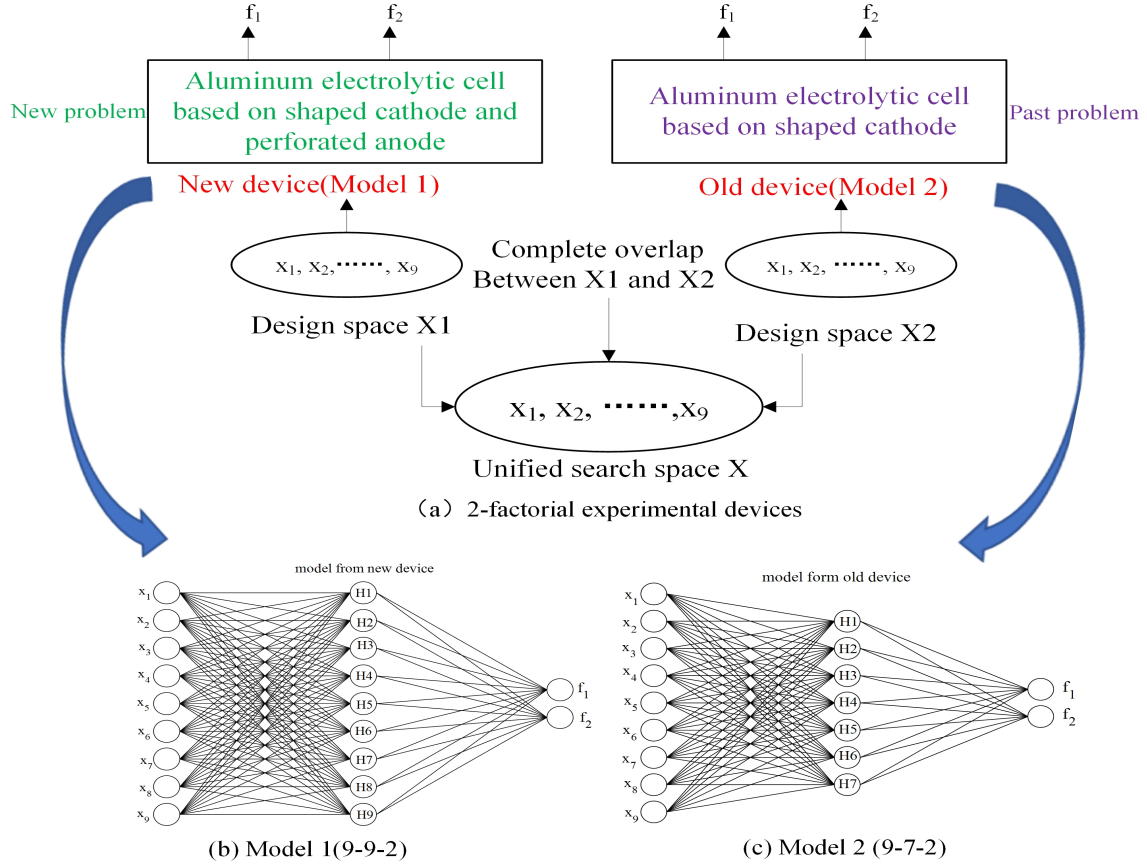 f1
f2
f1
f2
New problem
Aluminum electrolytic cell
based on shaped cathode and
perforated anode
Aluminum electrolytic cell
based on shaped cathode
Past problem
New device(Model 1)
Old device(Model 2)
x1, x2,·······, x9
Complete overlap
Between X1 and X2
x1, x2, ·······, x9
Design space X1
Design space X2
x1, x2, ·······,x9
Unified search space X
（a）2-factorial experimental devices
model from new device
x1
x2
x3
x4
x5
x6
x7
x8
x9
H1
H2
H3
H4
H5
H6
H7
H8
H9
f1
f2
(b) Model 1(9-9-2)
model form old device
x1
x2
x3
x4
x5
x6
x7
x8
x9
H1
H2
H3
H4
H5
H6
H7
f1
f2
(c) Model 2 (9-7-2)